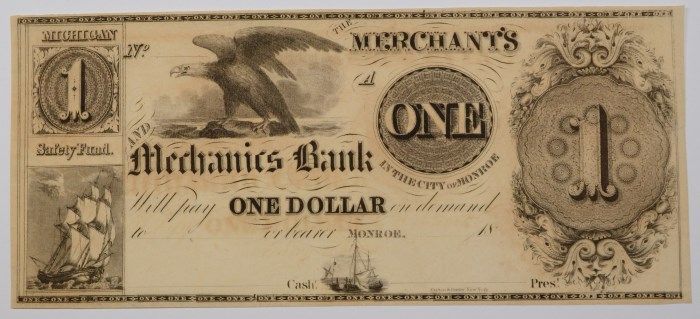 MICHIGAN
1
Safety Fund.
No
THE MERCHANTS
A
ONE
AND
Mechanics Bank
IN THE CITY OF MONROE
Will pay ONE DOLLAR on demand
to or bearer MONROE, 18
Cash.r
Pres.t
1